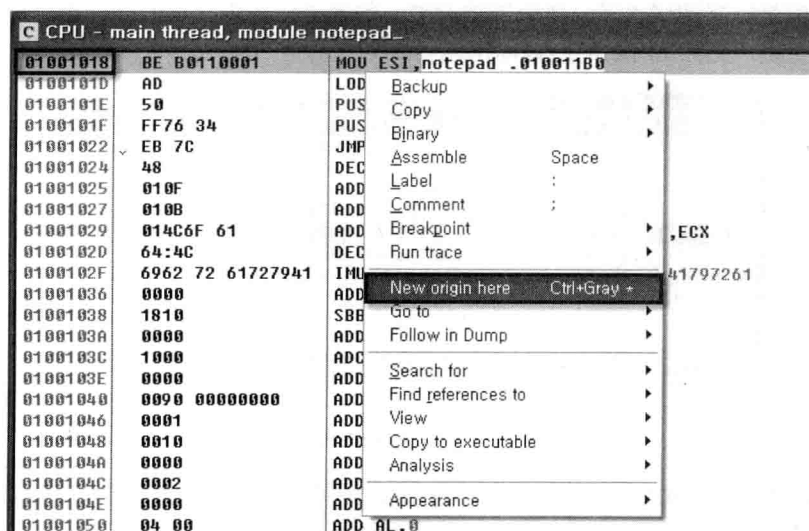 C CPU - main thread, module notepad_
01001018 BE B0110001 MOV ESI,notepad_.010011B0
0100101D AD LOD
0100101E 50 PUS
0100101F FF76 34 PUS
01001022 EB 7C JMP
01001024 48 DEC
01001025 010F ADD
01001027 010B ADD
01001029 014C6F 61 ADD ,ECX
0100102D 64:4C DEC
0100102F 6962 72 61727941 IMU 41797261
01001036 0000 ADD
01001038 1810 SBB
0100103A 0000 ADD
0100103C 1000 ADC
0100103E 0000 ADD
01001040 0090 00000000 ADD
01001046 0001 ADD
01001048 0010 ADD
0100104A 0000 ADD
0100104C 0002 ADD
0100104E 0000 ADD
01001050 04 00 ADD AL,0
Backup
Copy
Binary
Assemble Space
Label :
Comment ;
Breakpoint
Run trace
New origin here Ctrl+Gray *
Go to
Follow in Dump
Search for
Find references to
View
Copy to executable
Analysis
Appearance